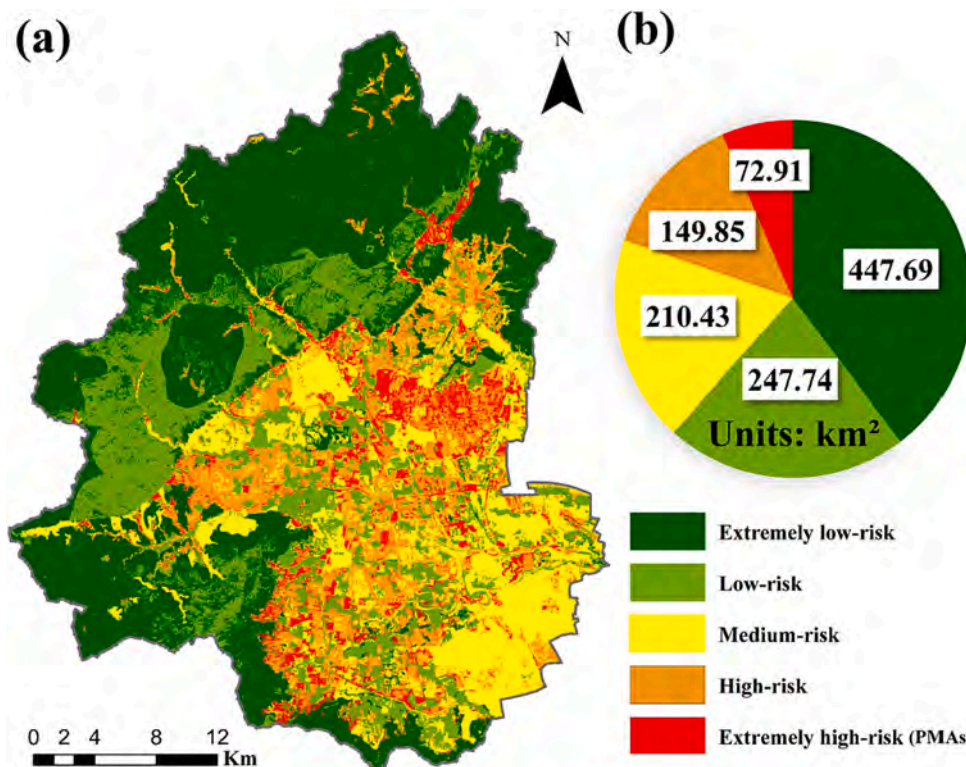 (a)
N
(b)
72.91
149.85
447.69
210.43
247.74
Units: km²
Extremely low-risk
Low-risk
Medium-risk
High-risk
Extremely high-risk (PMAs
0 2 4 8 12
Km